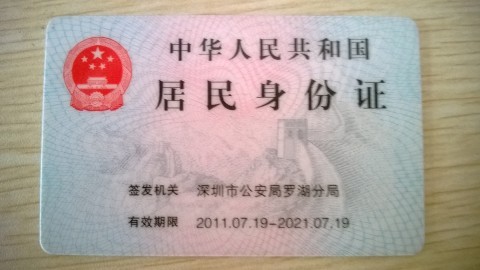 中华人民共和国
居民身份证
签发机关 深圳市公安局罗湖分局
有效期限 2011.07.19-2021.07.19